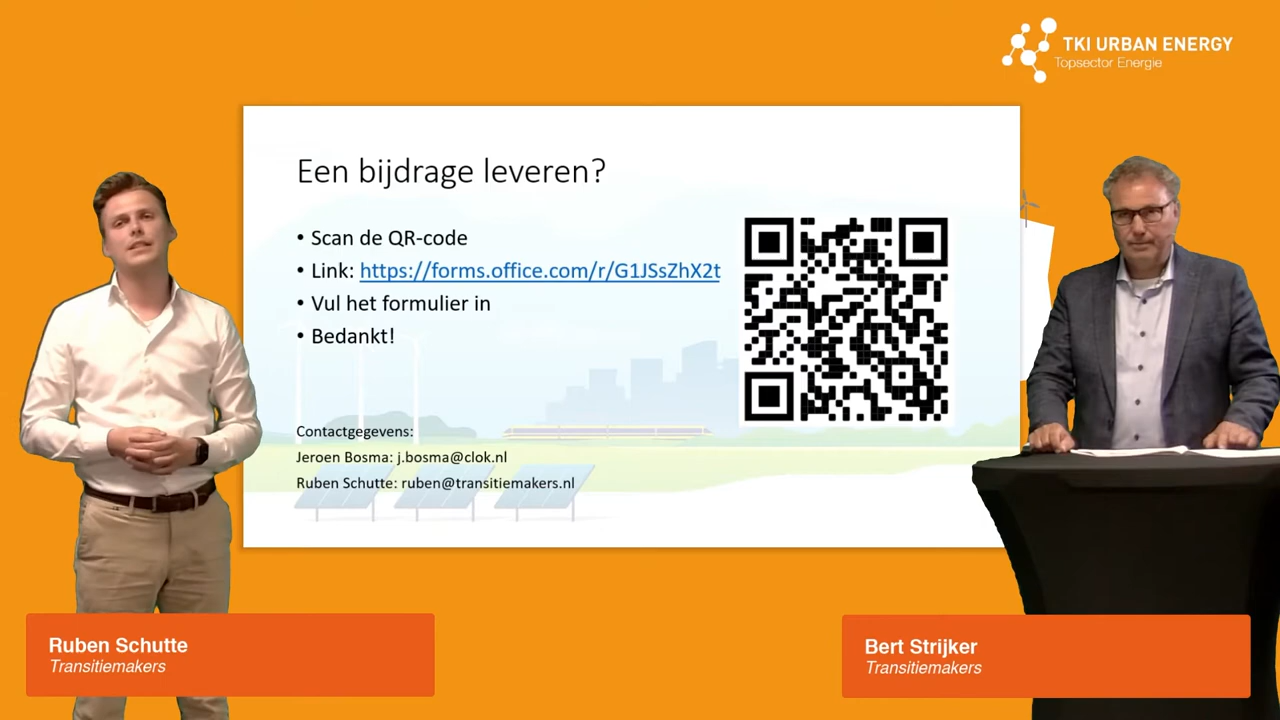 TKI URBAN ENERGY
Topsector Energie
Een bijdrage leveren?
• Scan de QR-code
• Link: https://forms.office.com/r/G1JSsZhX2t
• Vul het formulier in
• Bedankt!
Contactgegevens:
Jeroen Bosma: j.bosma@clok.nl
Ruben Schutte: ruben@transitiemakers.nl
Ruben Schutte
Transitiemakers
Bert Strijker
Transitiemakers